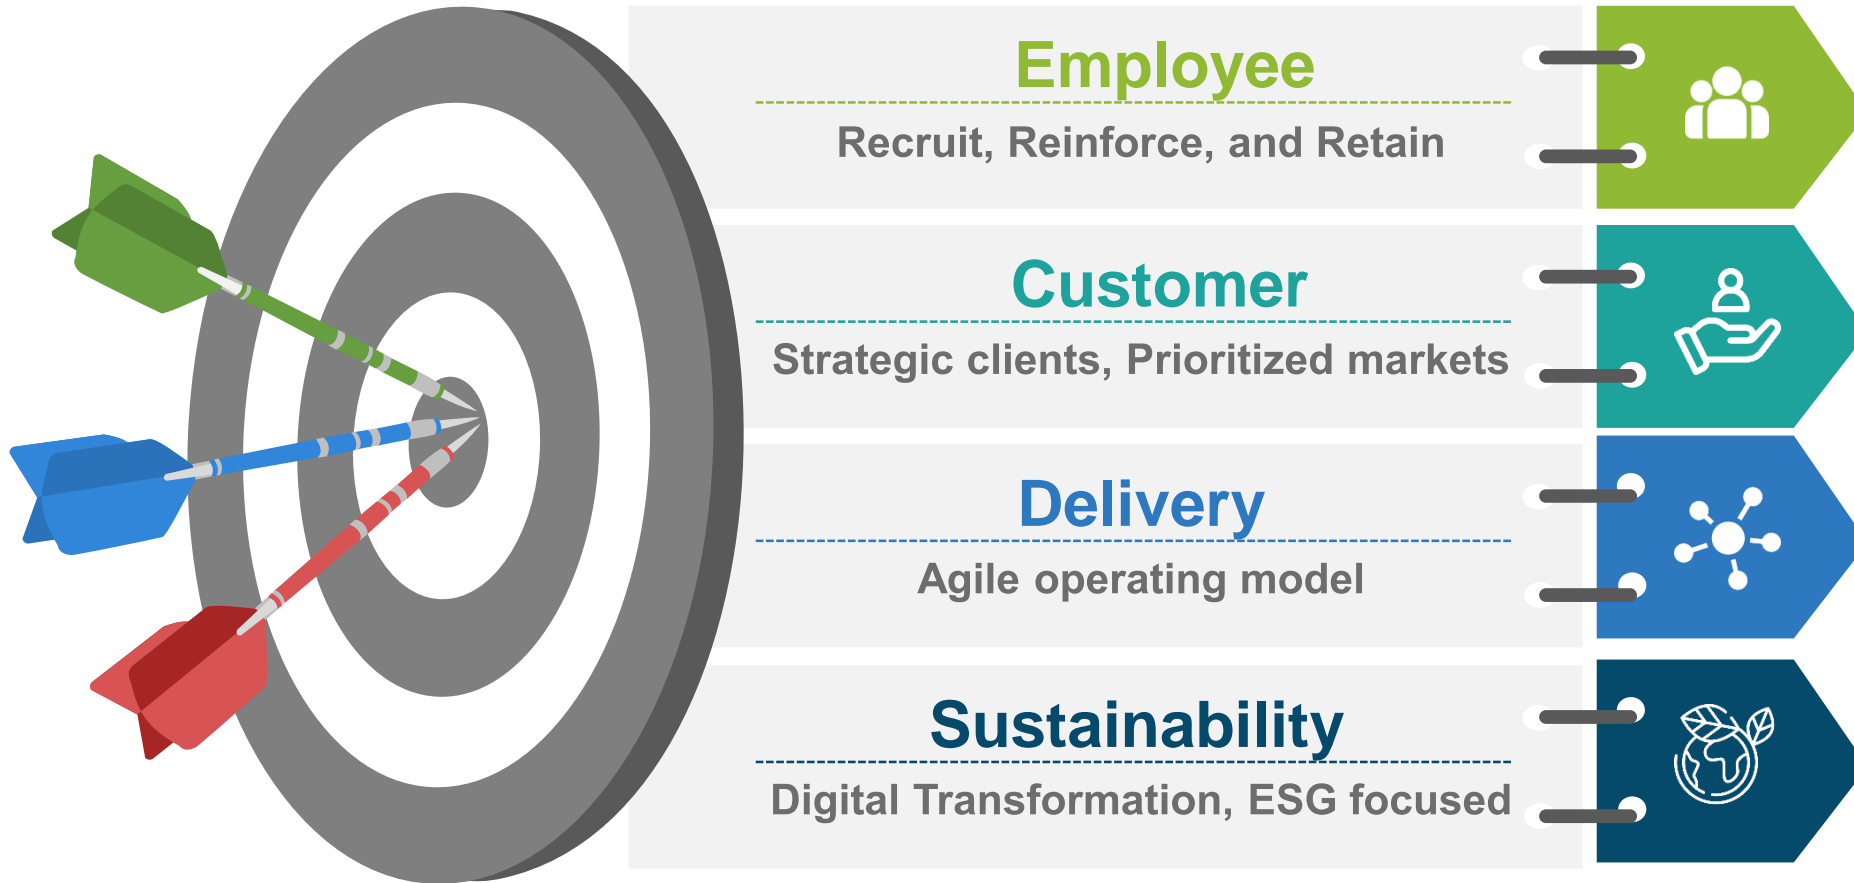 Employee
Recruit, Reinforce, and Retain
Customer
Strategic clients, Prioritized markets
Delivery
Agile operating model
Sustainability
Digital Transformation, ESG focused